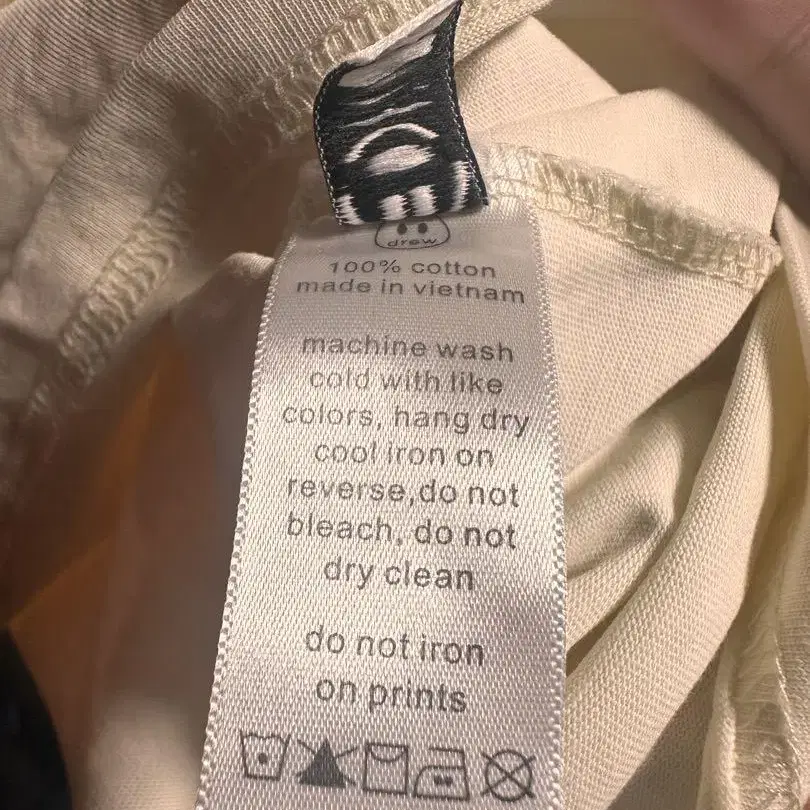 drew
100% cotton
made in vietnam
machine wash
cold with like
colors, hang dry
cool iron on
reverse,do not
bleach, do not
dry clean
do not iron
on prints